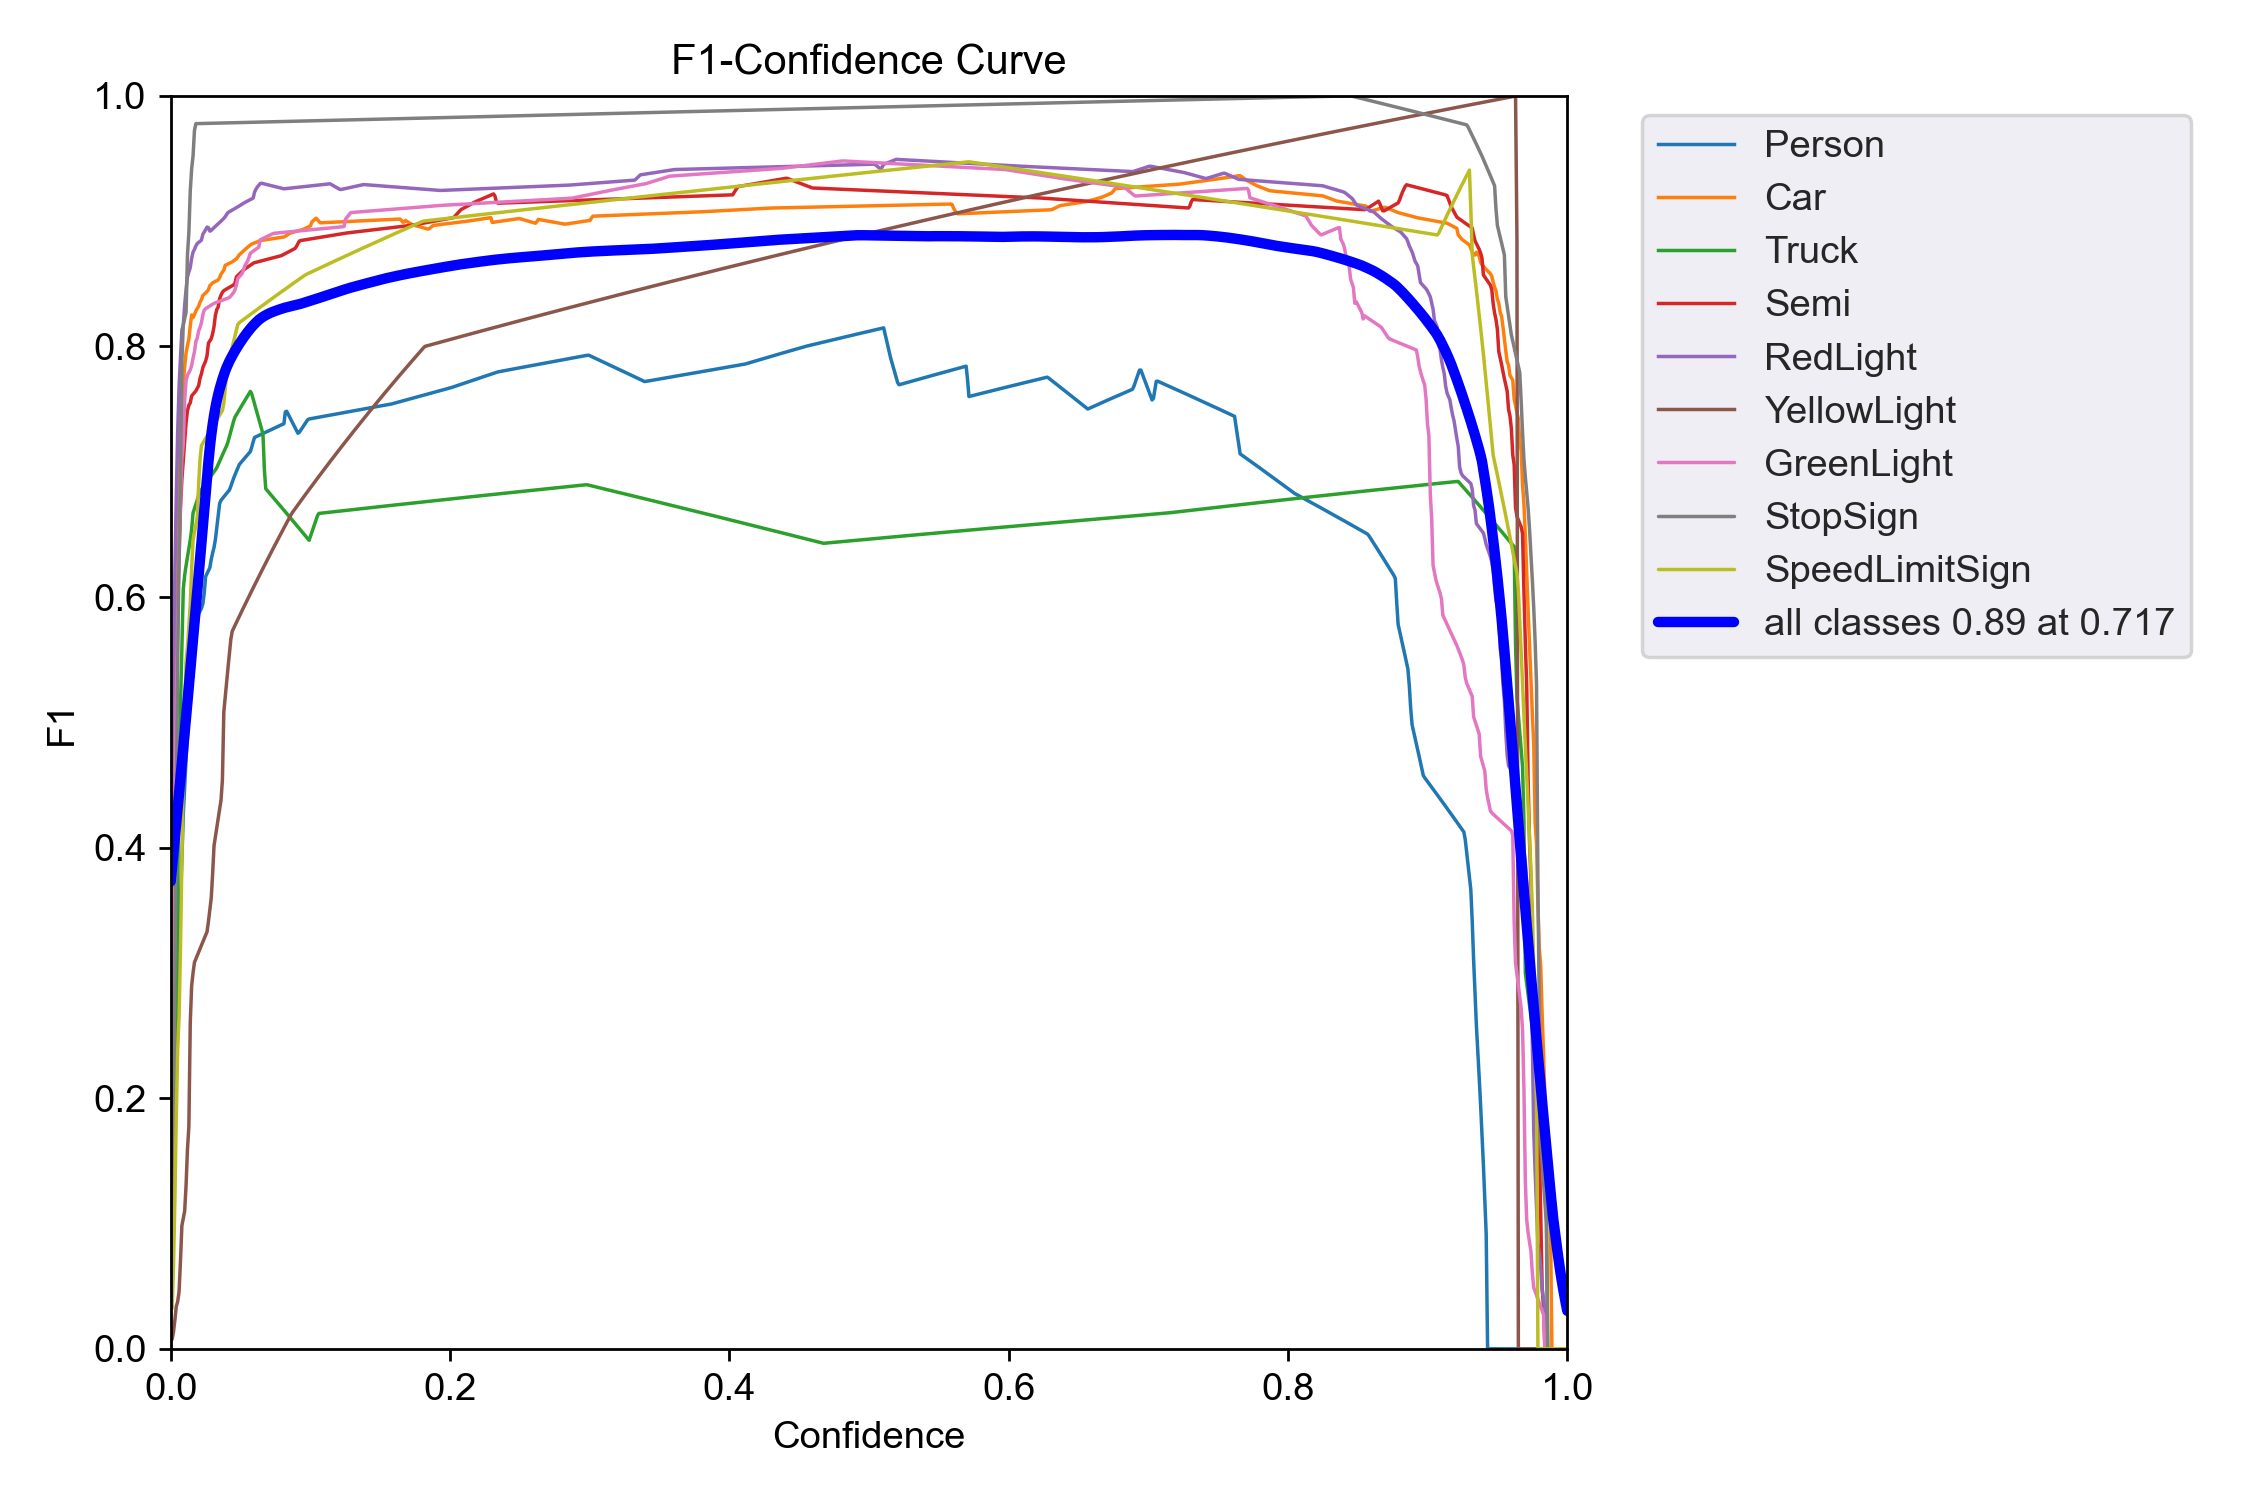 F1-Confidence Curve
1.0
0.8
0.6
0.4
0.2
0.0
F1
0.0 0.2 0.4 0.6 0.8 1.0
Confidence
Person
Car
Truck
Semi
RedLight
YellowLight
GreenLight
StopSign
SpeedLimitSign
all classes 0.89 at 0.717